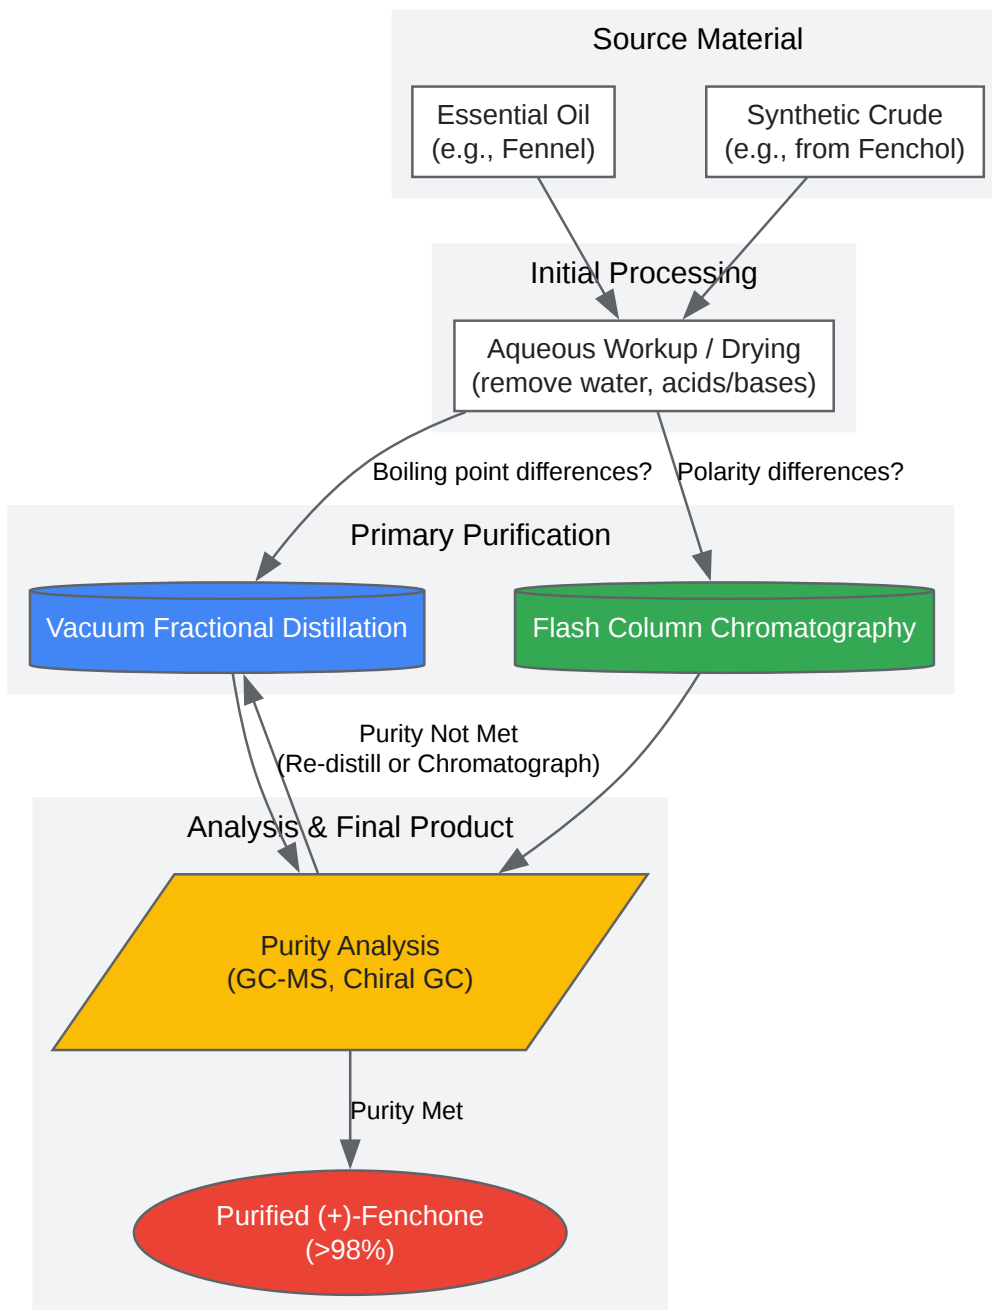 Source Material
Essential Oil
(e.g., Fennel)
Synthetic Crude
(e.g., from Fenchol)
Initial Processing
Aqueous Workup / Drying
(remove water, acids/bases)
Boiling point differences?
Polarity differences?
Primary Purification
Vacuum Fractional Distillation
Flash Column Chromatography
Purity Not Met
(Re-distill or Chromatograph)
Analysis & Final Product
Purity Analysis
(GC-MS, Chiral GC)
Purity Met
Purified (+)-Fenchone
(>98%)